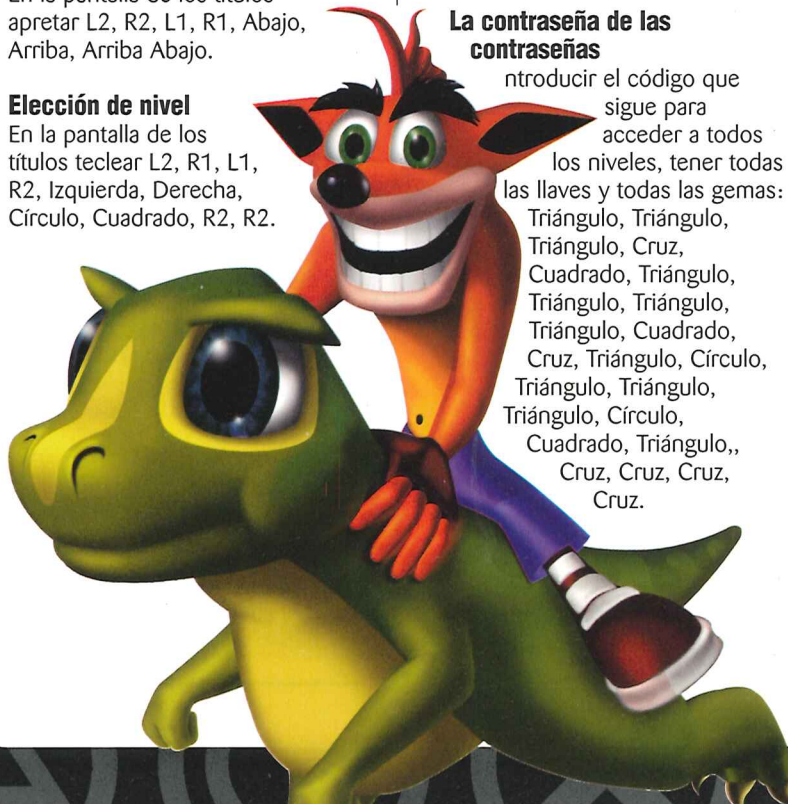 apretar L2, R2, L1, R1, Abajo,
Arriba, Arriba Abajo.
Elección de nivel
En la pantalla de los
títulos teclear L2, R1, L1,
R2, Izquierda, Derecha,
Círculo, Cuadrado, R2, R2.
La contraseña de las
contraseñas
ntroducir el código que
sigue para
acceder a todos
los niveles, tener todas
las llaves y todas las gemas:
Triángulo, Triángulo,
Triángulo, Cruz,
Cuadrado, Triángulo,
Triángulo, Triángulo,
Triángulo, Cuadrado,
Cruz, Triángulo, Círculo,
Triángulo, Triángulo,
Triángulo, Círculo,
Cuadrado, Triángulo,,
Cruz, Cruz, Cruz,
Cruz.